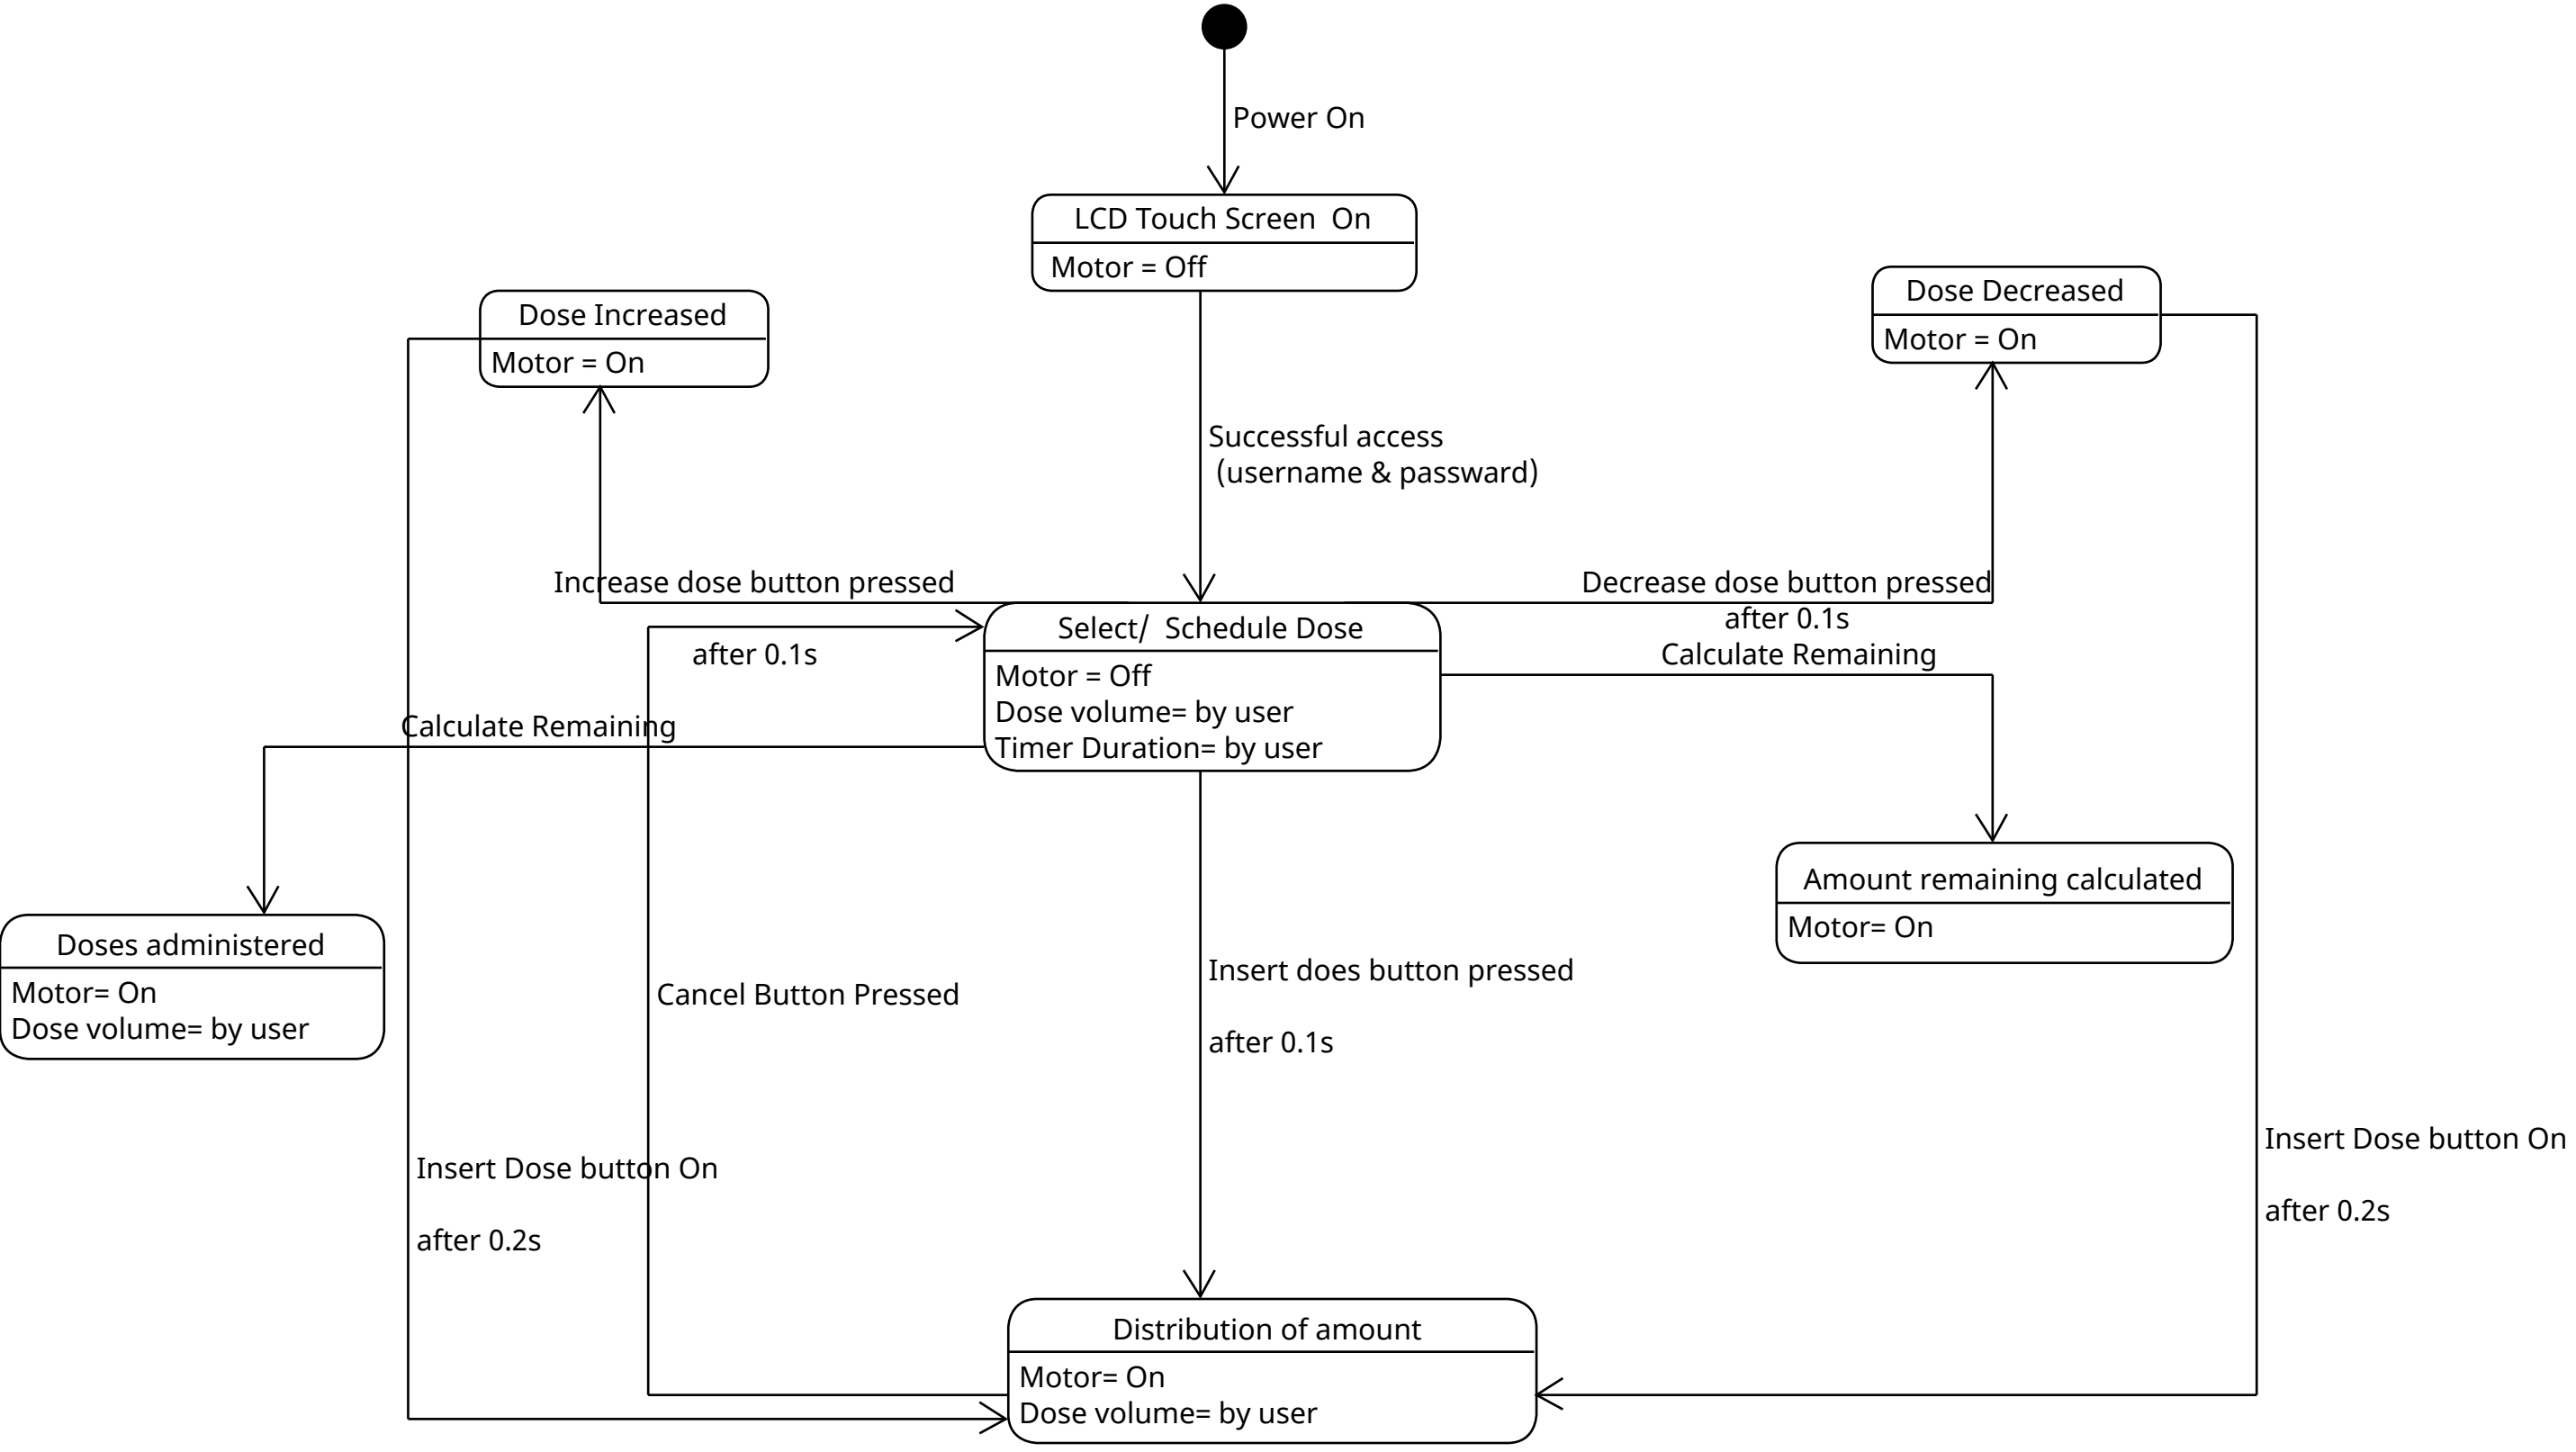 Power On
LCD Touch Screen  On
Motor = Off
Dose Increased
Motor = On
Dose Decreased
Motor = On
Successful access
(username & passward)
Increase dose button pressed
after 0.1s
Decrease dose button pressed
after 0.1s
Select/  Schedule Dose
Motor = Off
Dose volume= by user
Timer Duration= by user
Calculate Remaining
Calculate Remaining
Amount remaining calculated
Motor= On
Doses administered
Motor= On
Dose volume= by user
Cancel Button Pressed
Insert does button pressed
after 0.1s
Insert Dose button On
after 0.2s
Insert Dose button On
after 0.2s
Distribution of amount
Motor= On
Dose volume= by user